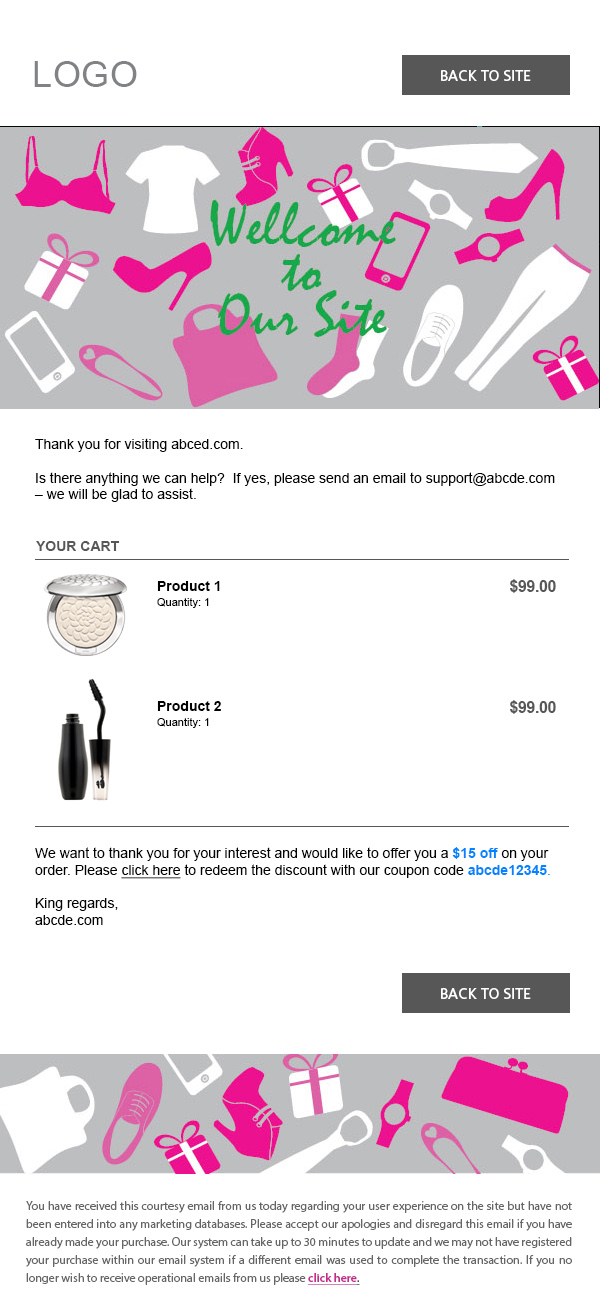 LOGO
BACK TO SITE
Wellcome
to
Our Site
Thank you for visiting abced.com.
Is there anything we can help?  If yes, please send an email to support@abcde.com
– we will be glad to assist.
YOUR CART
Product 1
$99.00
Quantity: 1
Product 2
$99.00
Quantity: 1
We want to thank you for your interest and would like to offer you a $15 off on your
order. Please click here to redeem the discount with our coupon code abcde12345.
King regards,
abcde.com
BACK TO SITE
You have received this courtesy email from us today regarding your user experience on the site but have not
been entered into any marketing databases. Please accept our apologies and disregard this email if you have
already made your purchase. Our system can take up to 30 minutes to update and we may not have registered
your purchase within our email system if a different email was used to complete the transaction. If you no
longer wish to receive operational emails from us please click here.